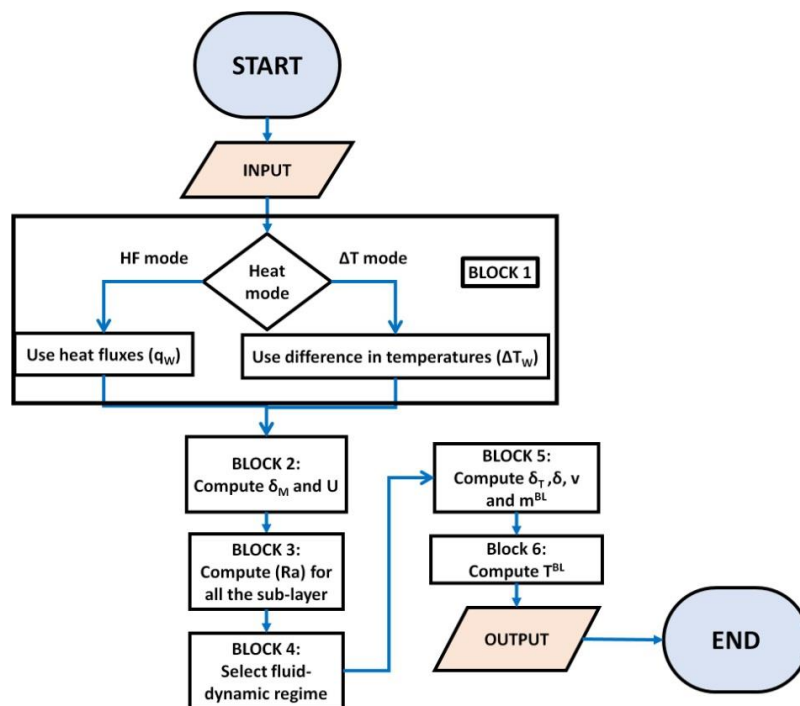 START
INPUT
HF mode
ΔT mode
Heat
mode
BLOCK 1
Use heat fluxes (qW)
Use difference in temperatures (ΔTW)
BLOCK 2:
Compute δM and U
BLOCK 3:
Compute (Ra) for
all the sub-layer
BLOCK 4:
Select fluid-
dynamic regime
BLOCK 5:
Compute δT ,δ, v
and mBL
Block 6:
Compute TBL
OUTPUT
END